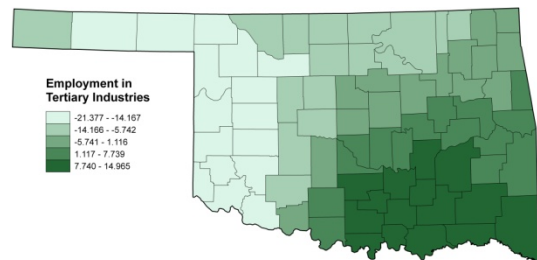 Employment in
Tertiary Industries
-21.377 - -14.167
-14.166 - -5.742
-5.741 - 1.116
1.117 - 7.739
7.740 - 14.965